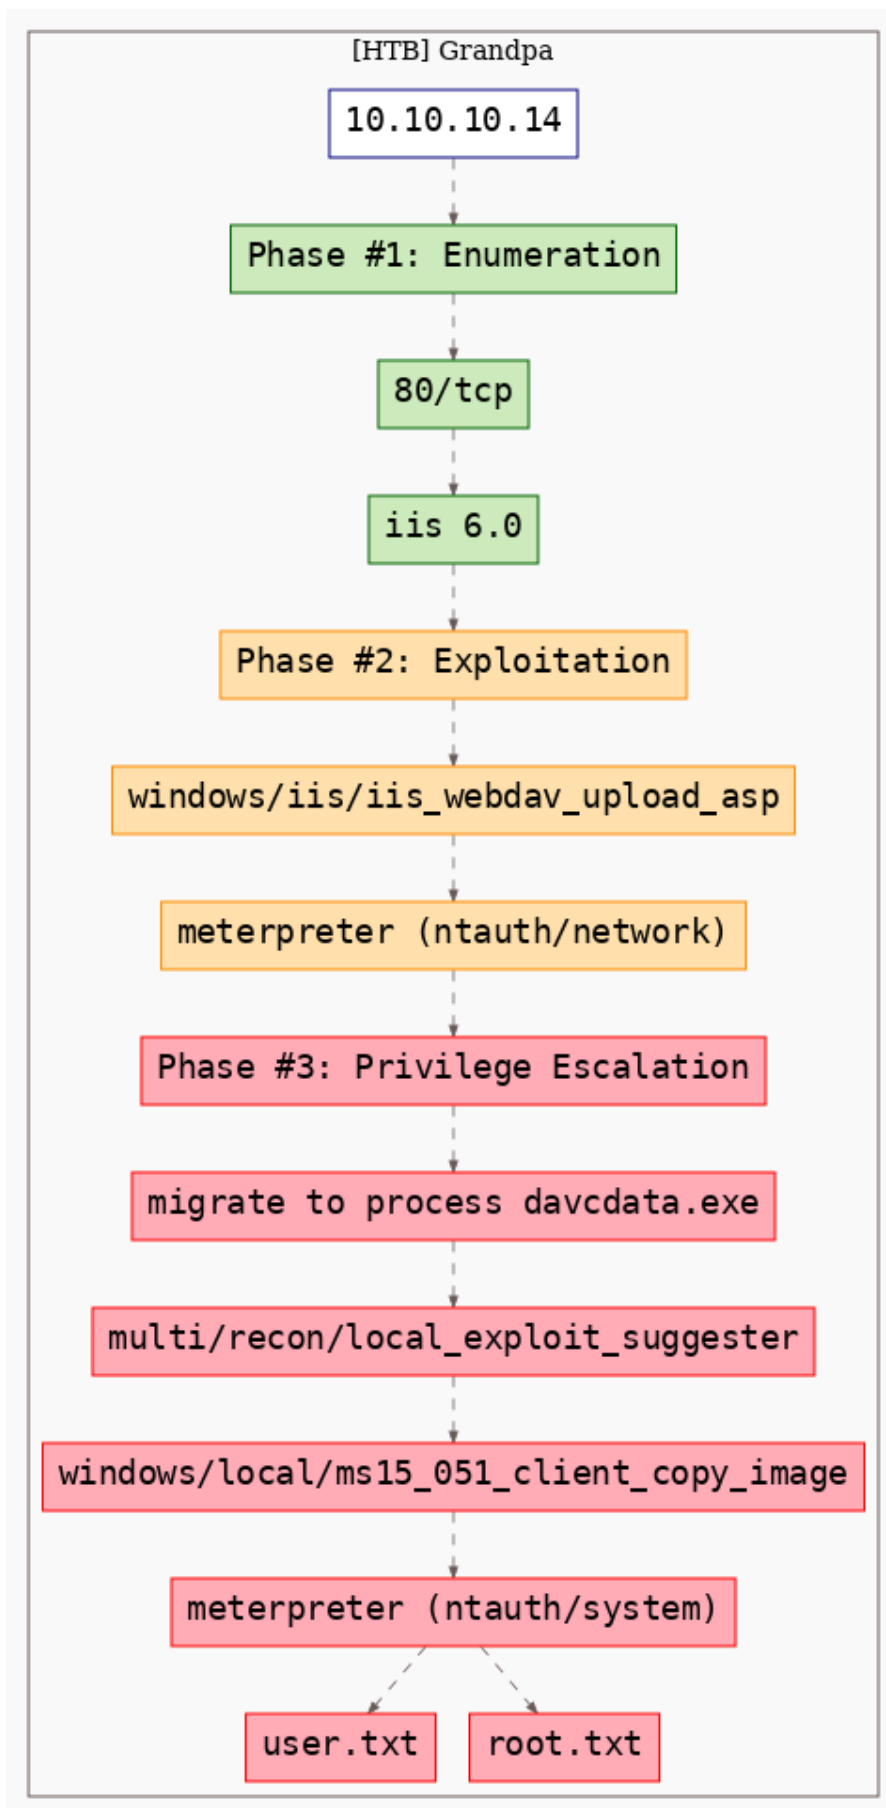 [HTB] Grandpa
10.10.10.14
Phase #1: Enumeration
80/tcp
iis 6.0
Phase #2: Exploitation
windows/iis/iis_webdav_upload_asp
meterpreter (ntauth/network)
Phase #3: Privilege Escalation
migrate to process davcdata.exe
multi/recon/local_exploit_suggester
windows/local/ms15_051_client_copy_image
meterpreter (ntauth/system)
user.txt
root.txt